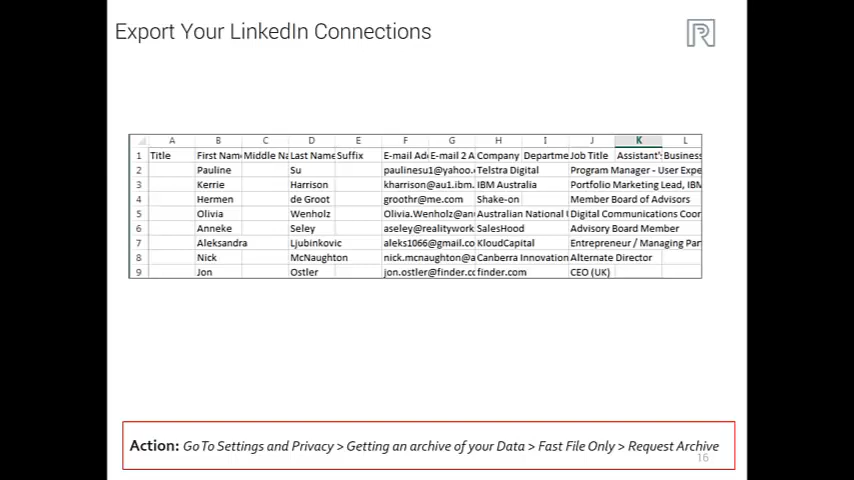 Export Your LinkedIn Connections
R
A B C D E F G H I J K L
1 Title First Nam Middle Na Last Name Suffix E-mail Ad E-mail 2 A Company Departme Job Title Assistant's Business
2 Pauline Su paulinesu1@yahoo. Telstra Digital Program Manager - User Expe
3 Kerrie Harrison kharrison@au1.ibm. IBM Australia Portfolio Marketing Lead, IBM
4 Hermen de Groot groothr@me.com Shake-on Member Board of Advisors
5 Olivia Wenholz Olivia.Wenholz@an Australian National Digital Communications Coor
6 Anneke Seley aseley@realitywork SalesHood Advisory Board Member
7 Aleksandra Ljubinkovic aleks1066@gmail.co KloudCapital Entrepreneur / Managing Par
8 Nick McNaughton nick.mcnaughton@a Canberra Innovation Alternate Director
9 Jon Ostler jon.ostler@finder.cc finder.com CEO (UK)
Action: Go To Settings and Privacy > Getting an archive of your Data > Fast File Only > Request Archive
16